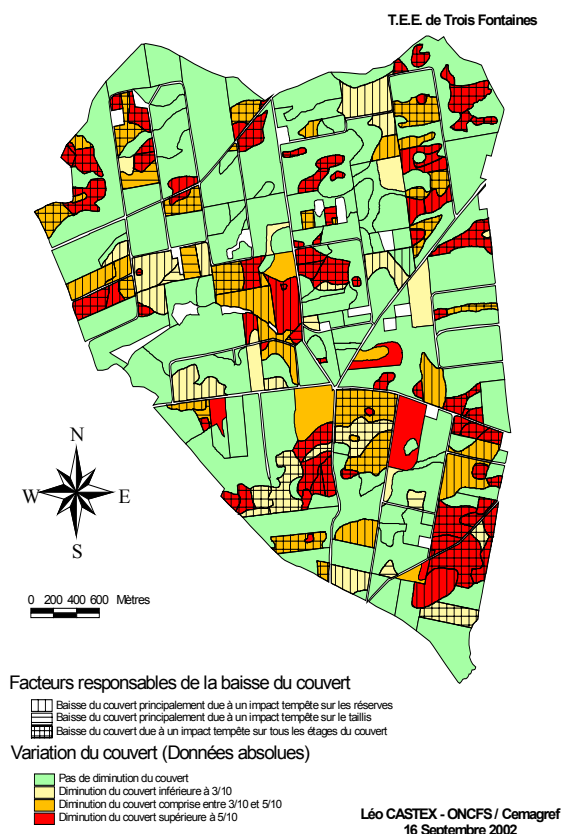 T.E.E. de Trois Fontaines
N
W E
S
0 200 400 600 Mètres
Facteurs responsables de la baisse du couvert
Baisse du couvert principalement due à un impact tempête sur les réserves
Baisse du couvert principalement due à un impact tempête sur le taillis
Baisse du couvert due à un impact tempête sur tous les étages du couvert
Variation du couvert (Données absolues)
Pas de diminution du couvert
Diminution du couvert inférieure à 3/10
Diminution du couvert comprise entre 3/10 et 5/10
Diminution du couvert supérieure à 5/10
Léo CASTEX - ONCFS / Cemagref
16 Septembre 2002